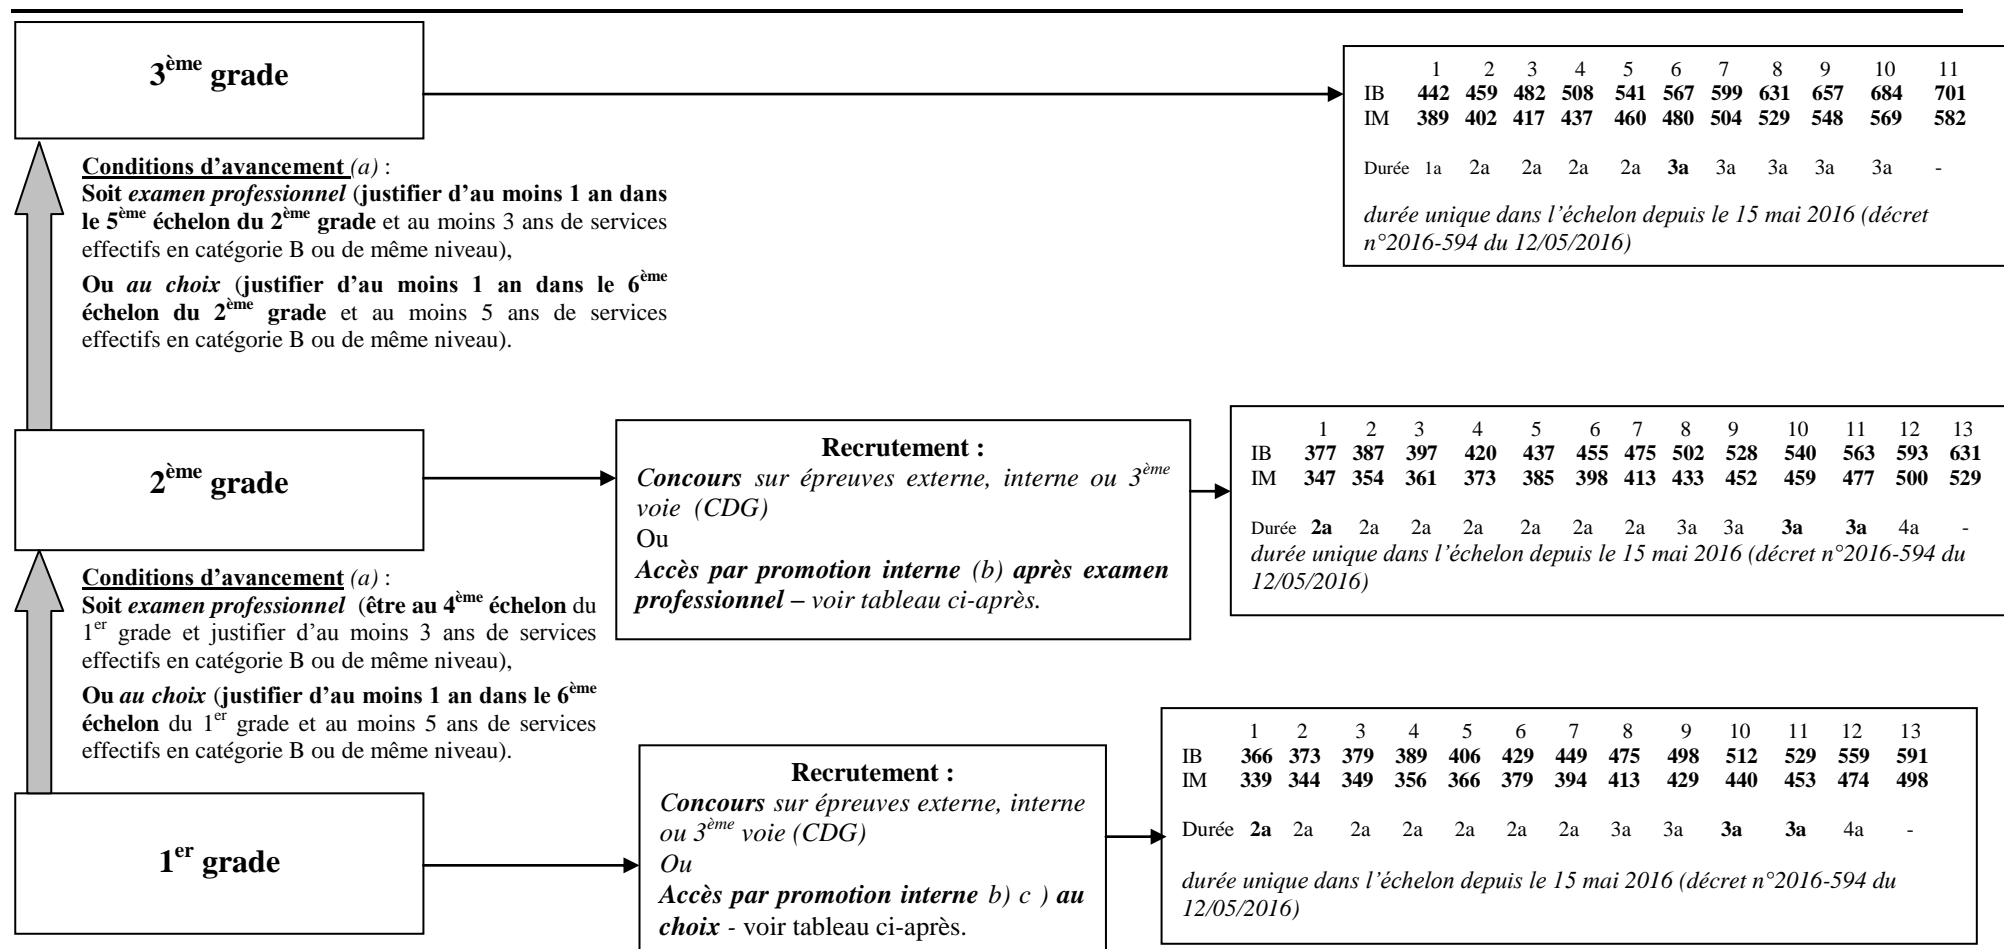 3ème grade
1 2 3 4 5 6 7 8 9 10 11
IB 442 459 482 508 541 567 599 631 657 684 701
IM 389 402 417 437 460 480 504 529 548 569 582
Durée 1a 2a 2a 2a 2a 3a 3a 3a 3a 3a -
durée unique dans l’échelon depuis le 15 mai 2016 (décret
n°2016-594 du 12/05/2016)
Conditions d’avancement (a) :
Soit examen professionnel (justifier d’au moins 1 an dans
le 5ème échelon du 2ème grade et au moins 3 ans de services
effectifs en catégorie B ou de même niveau),
Ou au choix (justifier d’au moins 1 an dans le 6ème
échelon du 2ème grade et au moins 5 ans de services
effectifs en catégorie B ou de même niveau).
2ème grade
Recrutement :
Concours sur épreuves externe, interne ou 3ème
voie (CDG)
Ou
Accès par promotion interne (b) après examen
professionnel – voir tableau ci-après.
1 2 3 4 5 6 7 8 9 10 11 12 13
IB 377 387 397 420 437 455 475 502 528 540 563 593 631
IM 347 354 361 373 385 398 413 433 452 459 477 500 529
Durée 2a 2a 2a 2a 2a 2a 2a 3a 3a 3a 3a 4a -
durée unique dans l’échelon depuis le 15 mai 2016 (décret n°2016-594 du
12/05/2016)
Conditions d’avancement (a) :
Soit examen professionnel (être au 4ème échelon du
1er grade et justifier d’au moins 3 ans de services
effectifs en catégorie B ou de même niveau),
Ou au choix (justifier d’au moins 1 an dans le 6ème
échelon du 1er grade et au moins 5 ans de services
effectifs en catégorie B ou de même niveau).
1er grade
Recrutement :
Concours sur épreuves externe, interne
ou 3ème voie (CDG)
Ou
Accès par promotion interne b) c ) au
choix - voir tableau ci-après.
1 2 3 4 5 6 7 8 9 10 11 12 13
IB 366 373 379 389 406 429 449 475 498 512 529 559 591
IM 339 344 349 356 366 379 394 413 429 440 453 474 498
Durée 2a 2a 2a 2a 2a 2a 2a 3a 3a 3a 3a 4a -
durée unique dans l’échelon depuis le 15 mai 2016 (décret n°2016-594 du
12/05/2016)